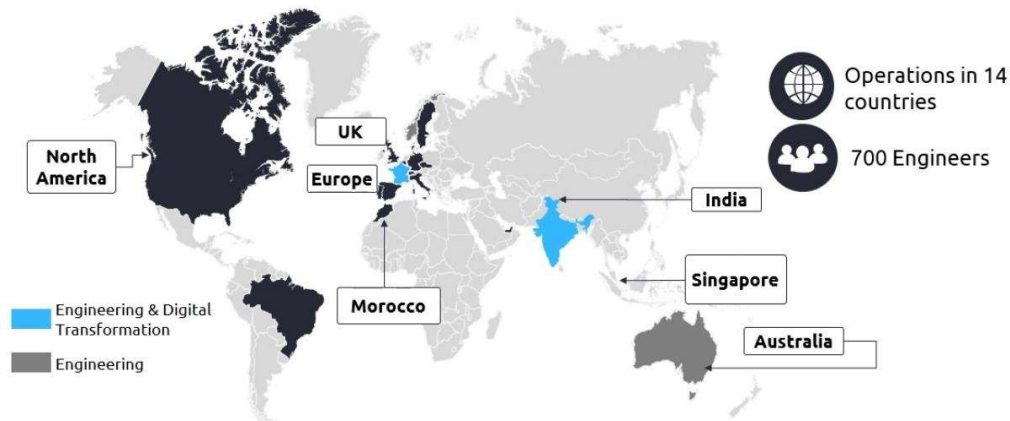 Operations in 14
countries
700 Engineers
UK
North
America
Europe
India
Singapore
Morocco
Australia
Engineering & Digital
Transformation
Engineering